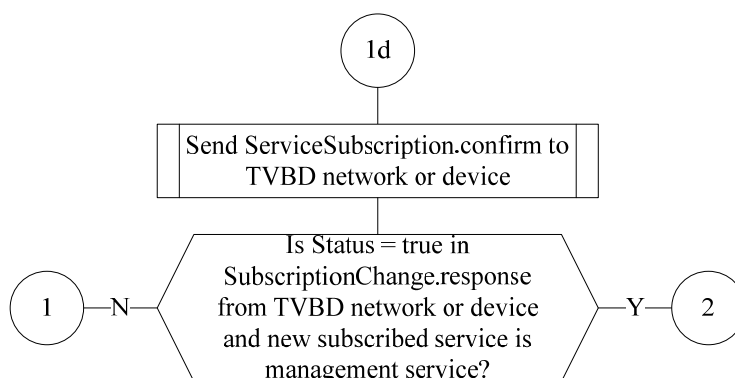 1d
Send ServiceSubscription.confirm to
TVBD network or device
Is Status = true in
SubscriptionChange.response
from TVBD network or device
and new subscribed service is
management service?
1
N
Y
2